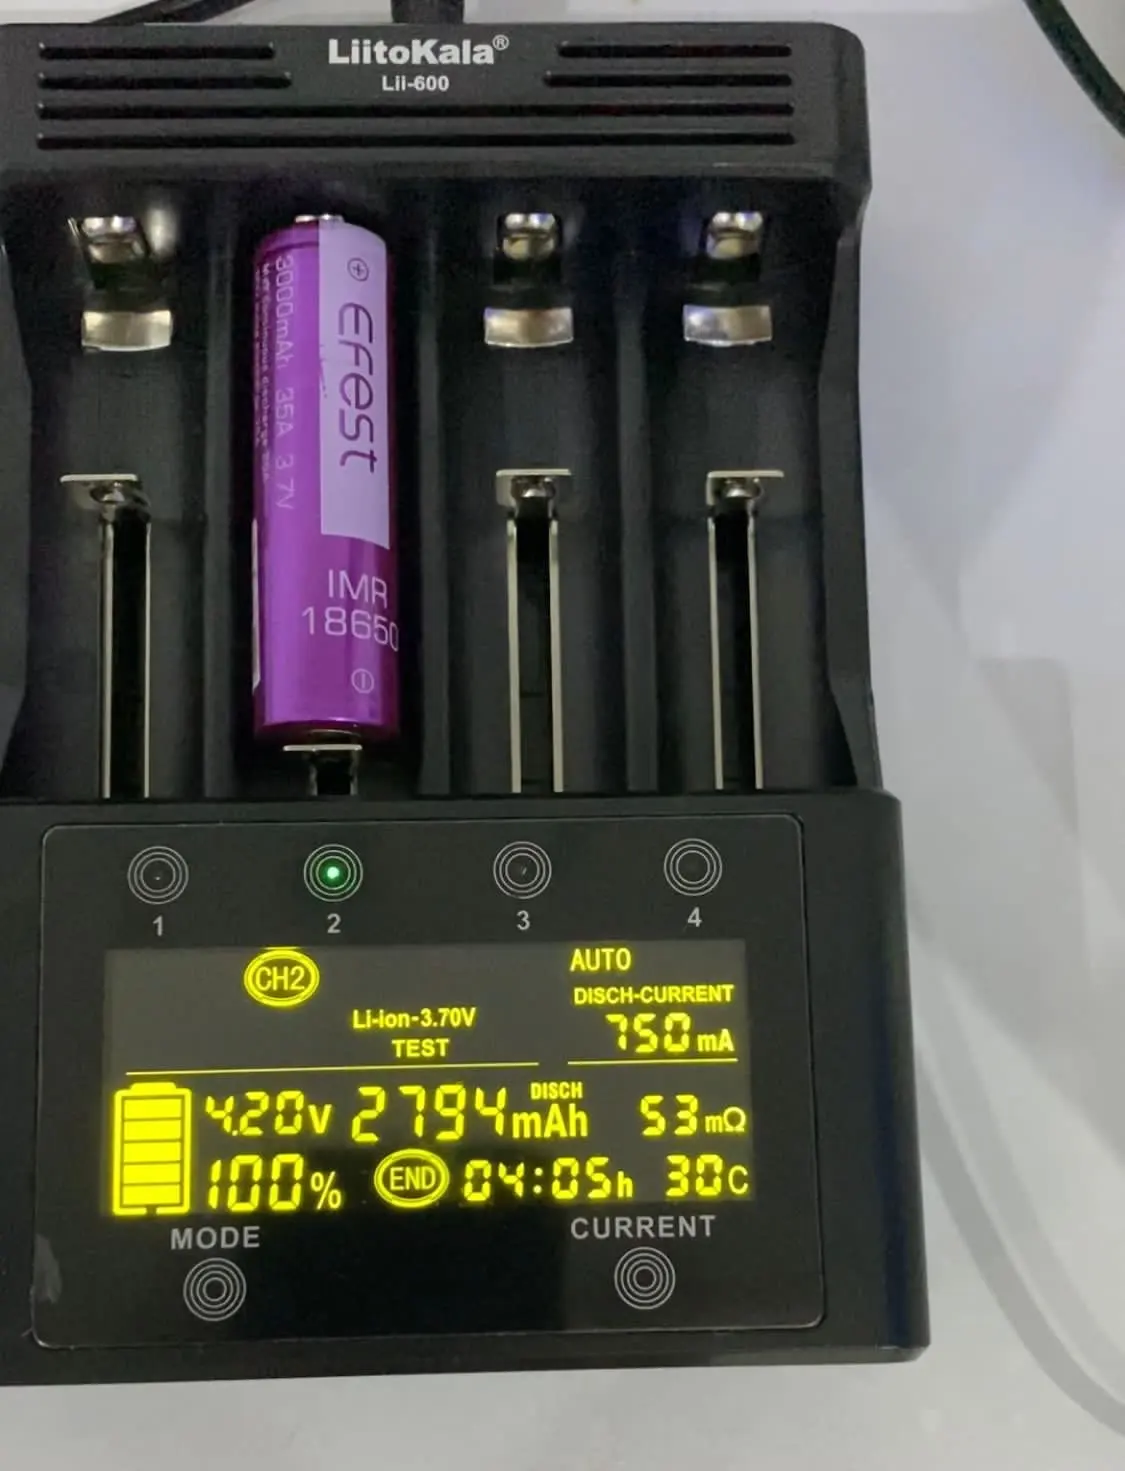 LiitoKala®
Lii-600
Efest
3000mAh 35A 3.7V
IMR
18650
1
2
3
4
CH2
AUTO
DISCH-CURRENT
750mA
Li-ion-3.70V
TEST
4.20V
DISCH
2794mAh
53mΩ
100%
END
04:05h
30C
MODE
CURRENT